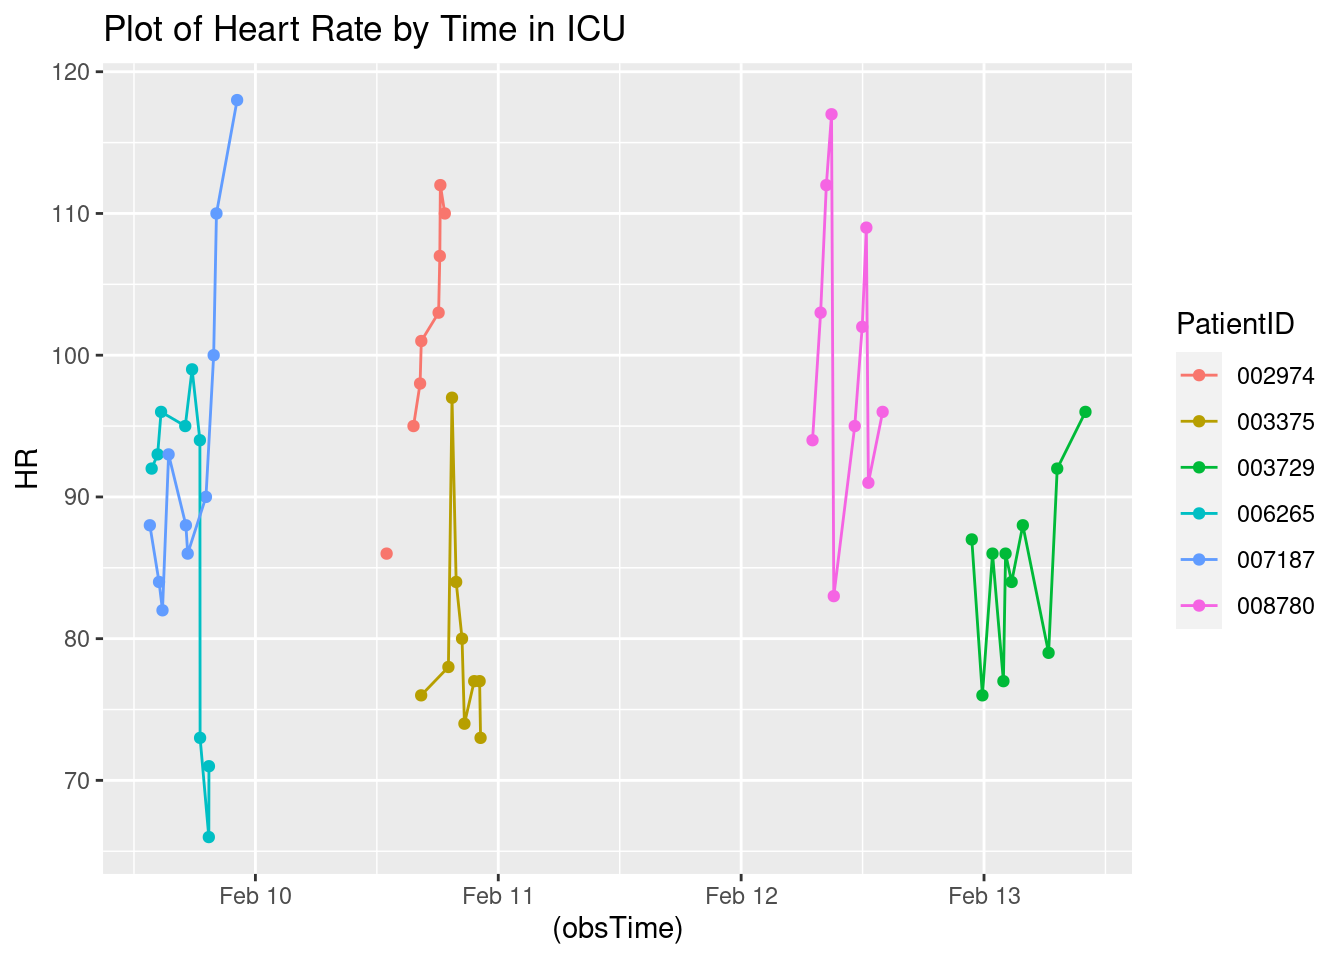 Plot of Heart Rate by Time in ICU
120
110
100
90
80
70
HR
Feb 10
Feb 11
Feb 12
Feb 13
(obsTime)
PatientID
002974
003375
003729
006265
007187
008780